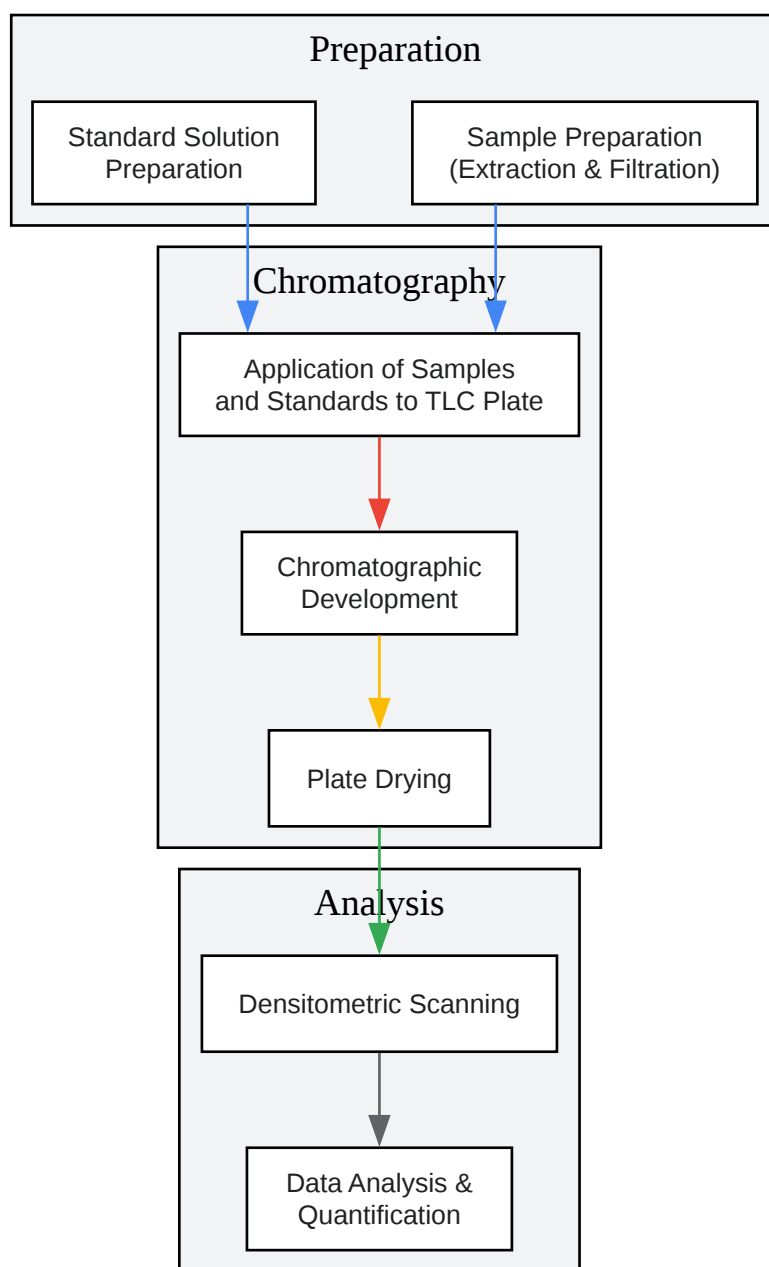 Preparation
Standard Solution
Preparation
Sample Preparation
(Extraction & Filtration)
Chromatography
Application of Samples
and Standards to TLC Plate
Chromatographic
Development
Plate Drying
Analysis
Densitometric Scanning
Data Analysis &
Quantification